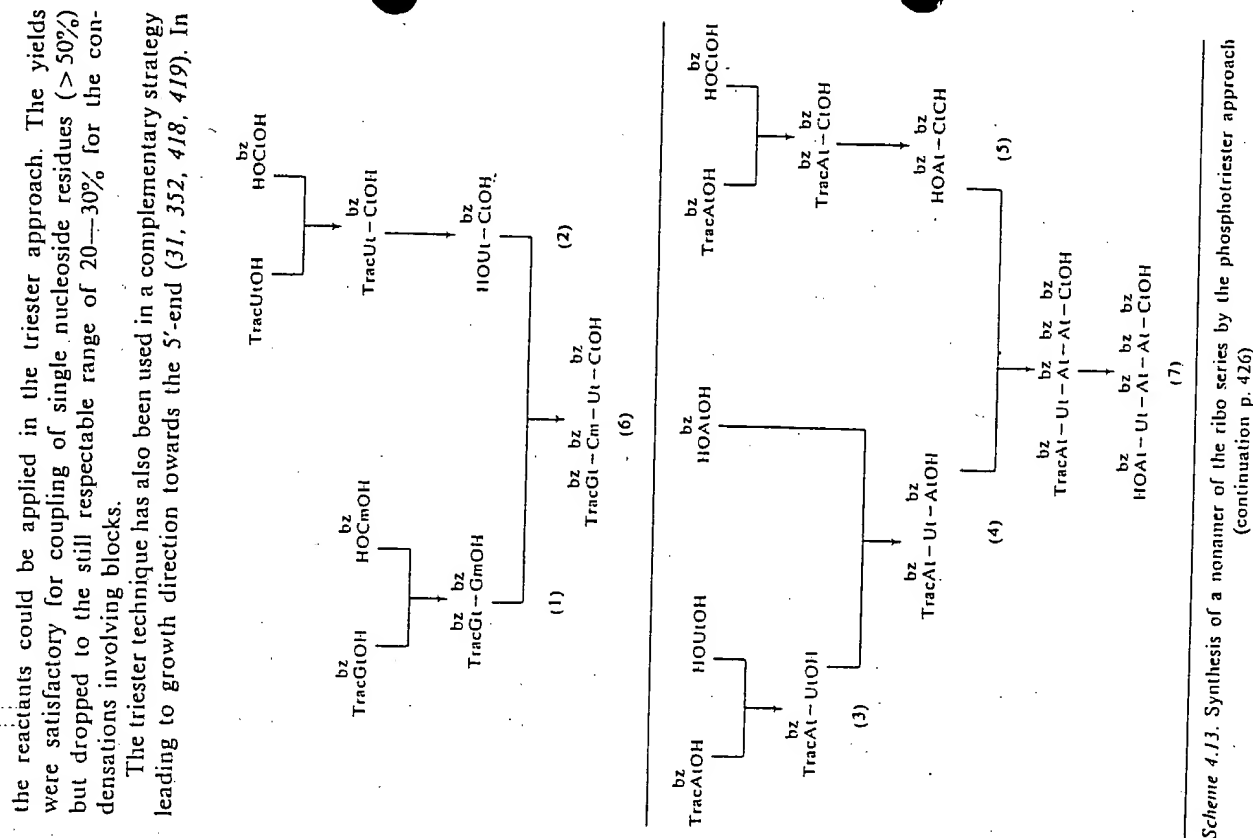 the reactants could be applied in the triester approach. The yields
were satisfactory for coupling of single nucleoside residues (> 50%)
but dropped to the still respectable range of 20—30% for the con-
densations involving blocks.
The triester technique has also been used in a complementary strategy
leading to growth direction towards the 5'-end (31, 352, 418, 419). In
TracUtOH
bz
HOCtOH
bz
TracUt–CtOH
bz bz
TracGtOH HOCmOH
bz
HOUt–CtOH
bz bz
TracGt–GmOH
(1) (2)
bz bz bz
TracGt–Cm–Ut–CtOH
(6)
bz bz bz bz
TracAtOH HOUtOH HOAtOH TracAtOH HOCtOH
bz
TracAt–UtOH
(3)
bz bz
TracAt–CtOH
bz bz
TracAt–Ut–AtOH
(4)
bz bz
HOAt–CtCH
(5)
bz bz bz bz
TracAt–Ut–At–At–CtOH
bz bz bz bz
HOAt–Ut–At–At–CtOH
(7)
Scheme 4.13. Synthesis of a nonamer of the ribo series by the phosphotriester approach
(continuation p. 426)